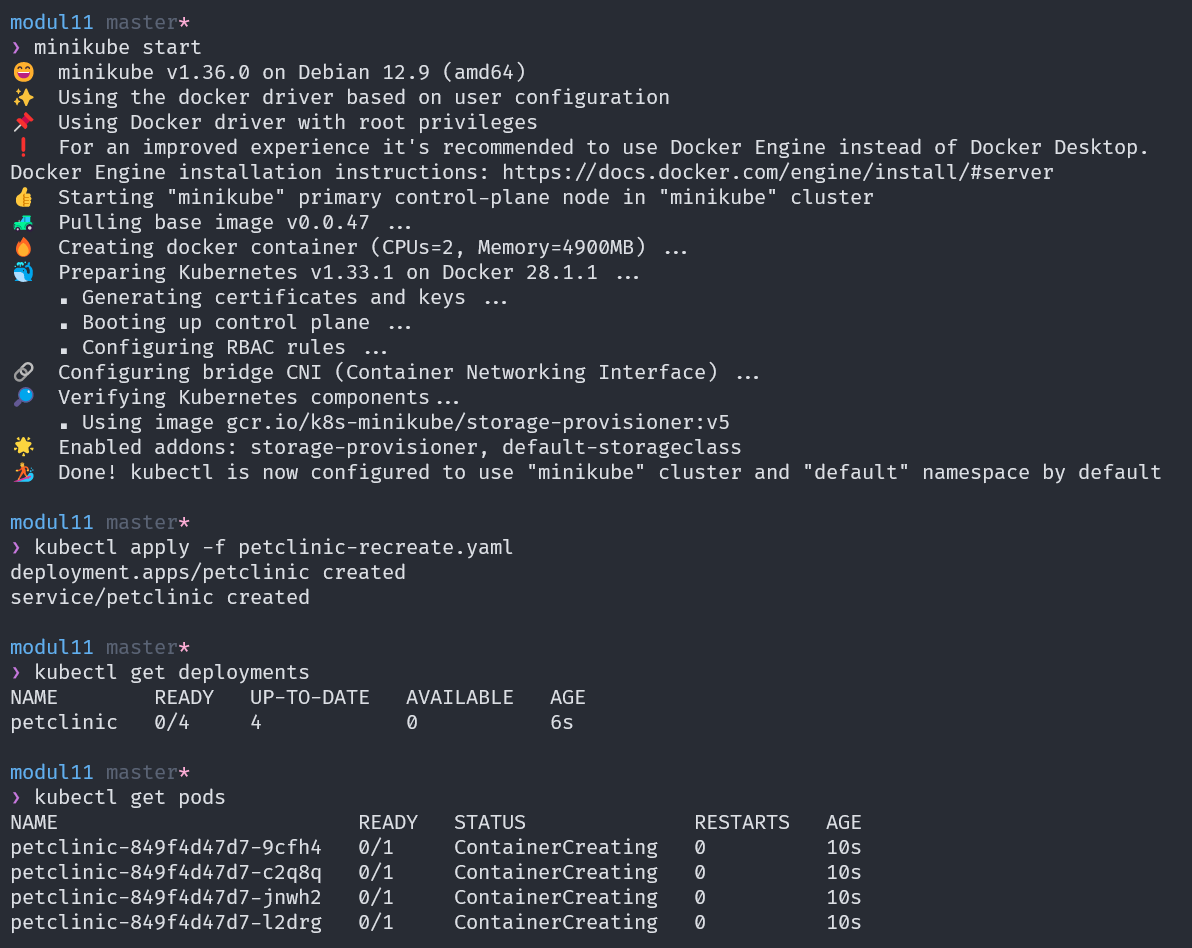 modul11 master*
❯ minikube start
😄  minikube v1.36.0 on Debian 12.9 (amd64)
✨  Using the docker driver based on user configuration
📌  Using Docker driver with root privileges
❗  For an improved experience it's recommended to use Docker Engine instead of Docker Desktop.
Docker Engine installation instructions: https://docs.docker.com/engine/install/#server
👍  Starting "minikube" primary control-plane node in "minikube" cluster
🚜  Pulling base image v0.0.47 ...
🔥  Creating docker container (CPUs=2, Memory=4900MB) ...
🐳  Preparing Kubernetes v1.33.1 on Docker 28.1.1 ...
    ▪ Generating certificates and keys ...
    ▪ Booting up control plane ...
    ▪ Configuring RBAC rules ...
🔗  Configuring bridge CNI (Container Networking Interface) ...
🔎  Verifying Kubernetes components...
    ▪ Using image gcr.io/k8s-minikube/storage-provisioner:v5
🌟  Enabled addons: storage-provisioner, default-storageclass
🏄  Done! kubectl is now configured to use "minikube" cluster and "default" namespace by default
modul11 master*
❯ kubectl apply -f petclinic-recreate.yaml
deployment.apps/petclinic created
service/petclinic created
modul11 master*
❯ kubectl get deployments
NAME        READY   UP-TO-DATE   AVAILABLE   AGE
petclinic   0/4     4            0           6s
modul11 master*
❯ kubectl get pods
NAME                         READY   STATUS              RESTARTS   AGE
petclinic-849f4d47d7-9cfh4   0/1     ContainerCreating   0          10s
petclinic-849f4d47d7-c2q8q   0/1     ContainerCreating   0          10s
petclinic-849f4d47d7-jnwh2   0/1     ContainerCreating   0          10s
petclinic-849f4d47d7-l2drg   0/1     ContainerCreating   0          10s